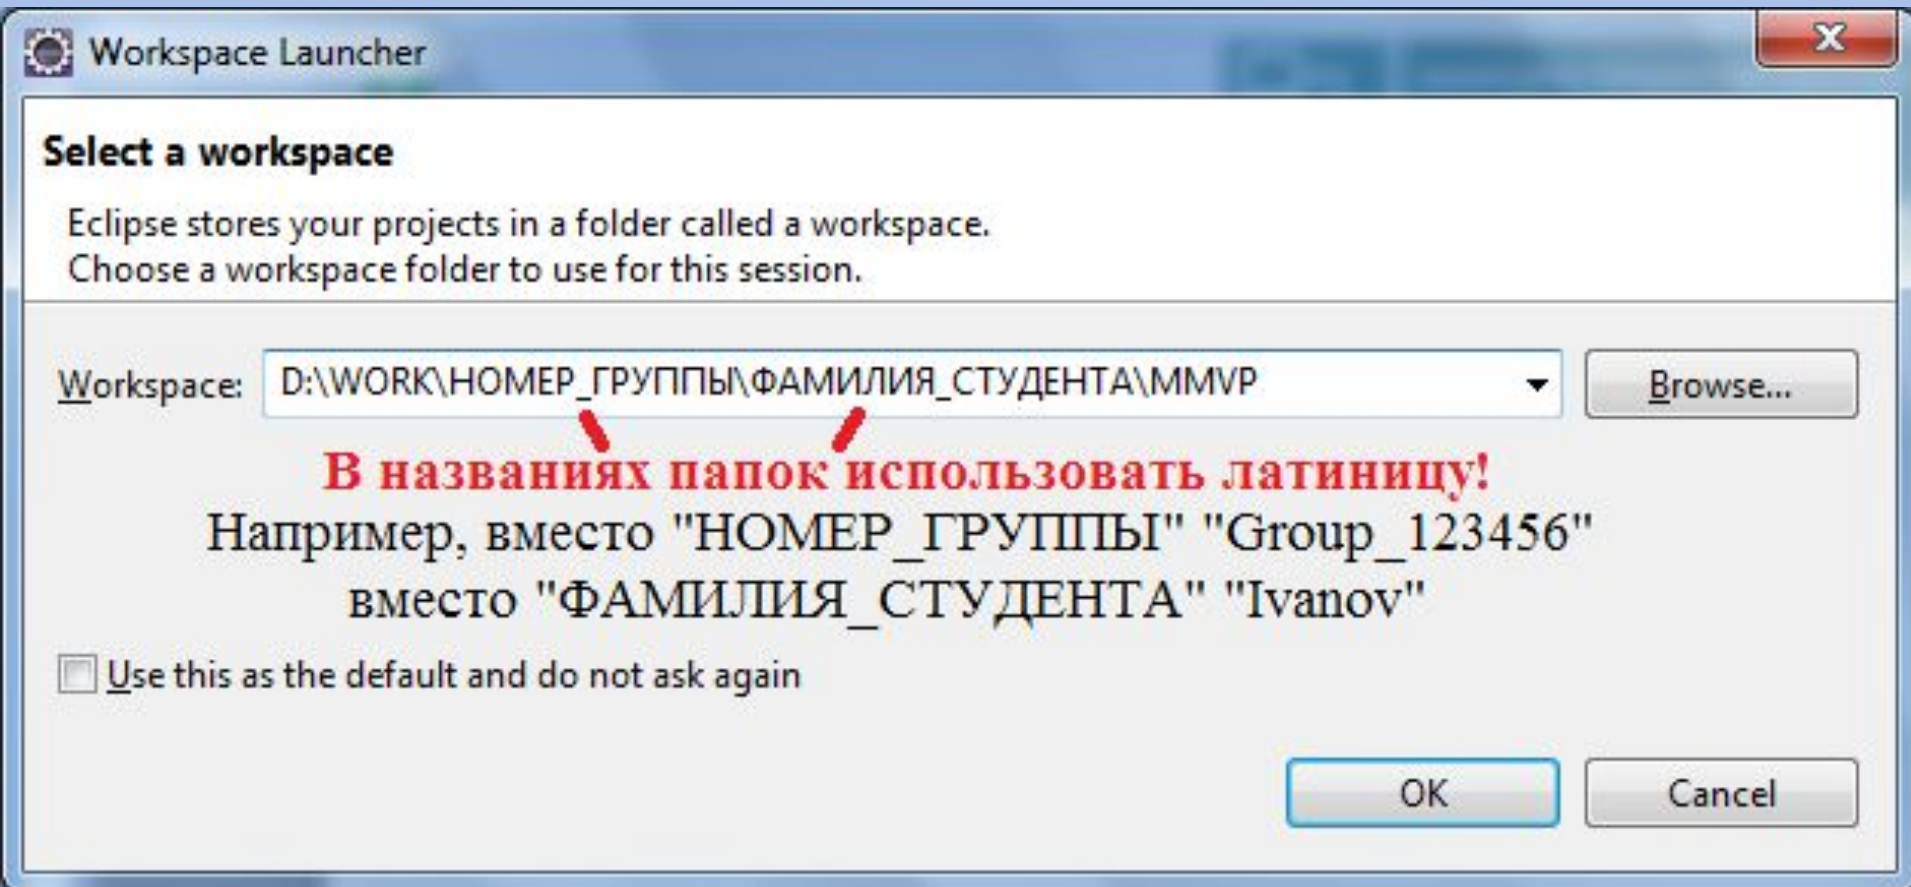 Workspace Launcher
Select a workspace
Eclipse stores your projects in a folder called a workspace.
Choose a workspace folder to use for this session.
Workspace: D:\WORK\НОМЕР_ГРУППЫ\ФАМИЛИЯ_СТУДЕНТА\MMVP Browse...
В названиях папок использовать латиницу!
Например, вместо "НОМЕР_ГРУППЫ" "Group_123456"
вместо "ФАМИЛИЯ_СТУДЕНТА" "Ivanov"
Use this as the default and do not ask again
OK Cancel